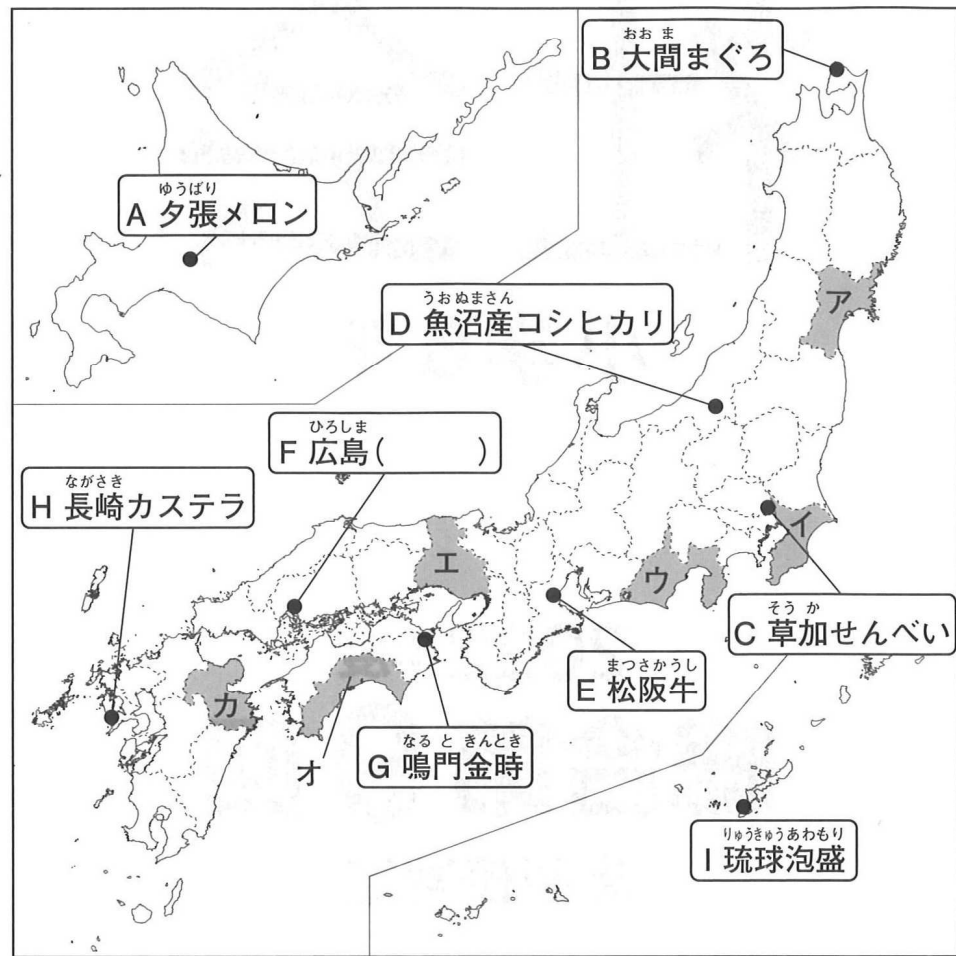 おおま
B 大間まぐろ
ゆうばり
A 夕張メロン
ア
うおぬまさん
D 魚沼産コシヒカリ
ひろしま
F 広島(　　　)
ながさき
H 長崎カステラ
イ
エ
ウ
そうか
C 草加せんべい
まつさかうし
E 松阪牛
カ
なるときんとき
G 鳴門金時
オ
りゅうきゅうあわもり
I 琉球泡盛